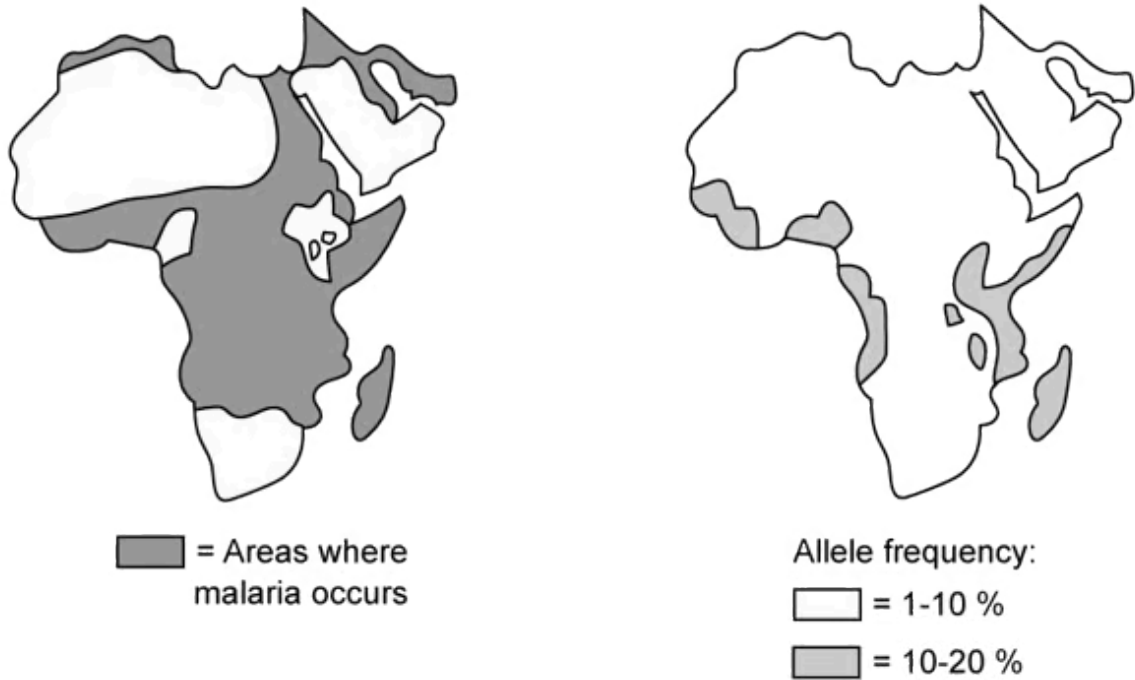 = Areas where
malaria occurs
Allele frequency:
= 1-10 %
= 10-20 %